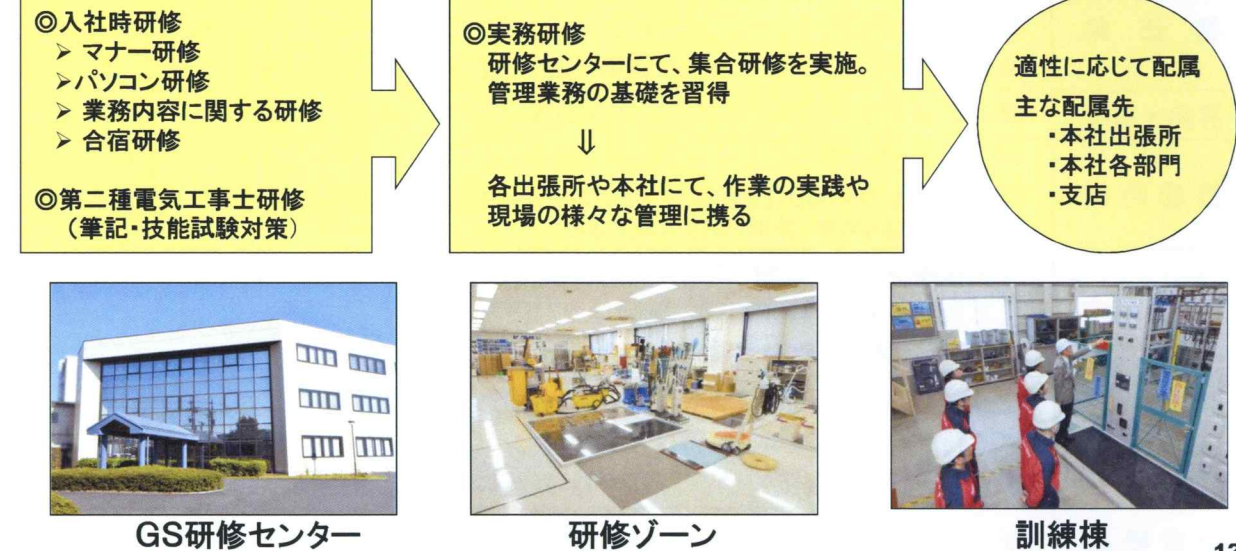 ◎入社時研修
➢ マナー研修
➢パソコン研修
➢ 業務内容に関する研修
➢ 合宿研修
◎第二種電気工事士研修
（筆記・技能試験対策）
◎実務研修
研修センターにて、集合研修を実施。
管理業務の基礎を習得
⇓
各出張所や本社にて、作業の実践や
現場の様々な管理に携る
適性に応じて配属
主な配属先
・本社出張所
・本社各部門
・支店
GS研修センター
研修ゾーン
訓練棟